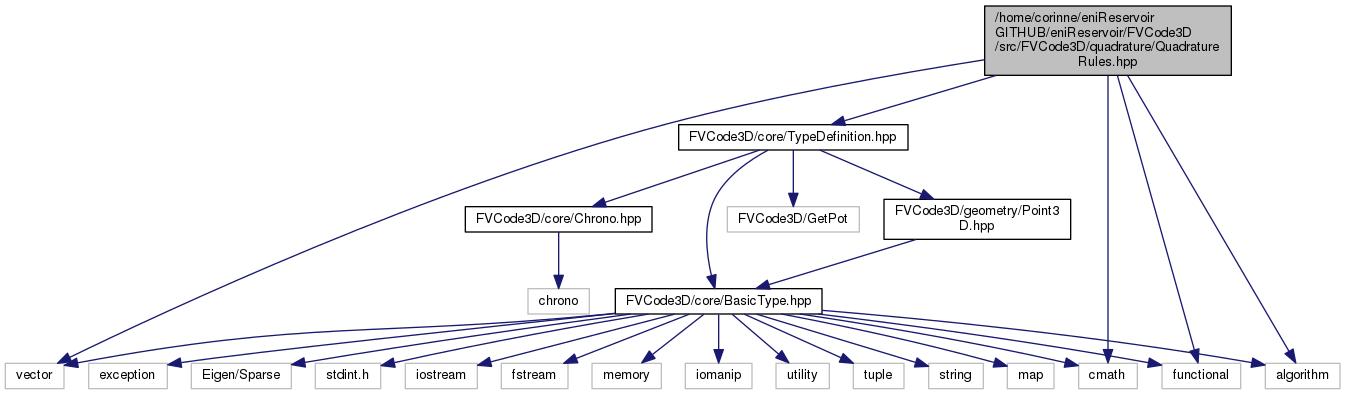 /home/corinne/eniReservoir
GITHUB/eniReservoir/FVCode3D
/src/FVCode3D/quadrature/Quadrature
Rules.hpp
FVCode3D/core/TypeDefinition.hpp
FVCode3D/core/Chrono.hpp
FVCode3D/GetPot
FVCode3D/geometry/Point3
D.hpp
chrono
FVCode3D/core/BasicType.hpp
vector
exception
Eigen/Sparse
stdint.h
iostream
fstream
memory
iomanip
utility
tuple
string
map
cmath
functional
algorithm